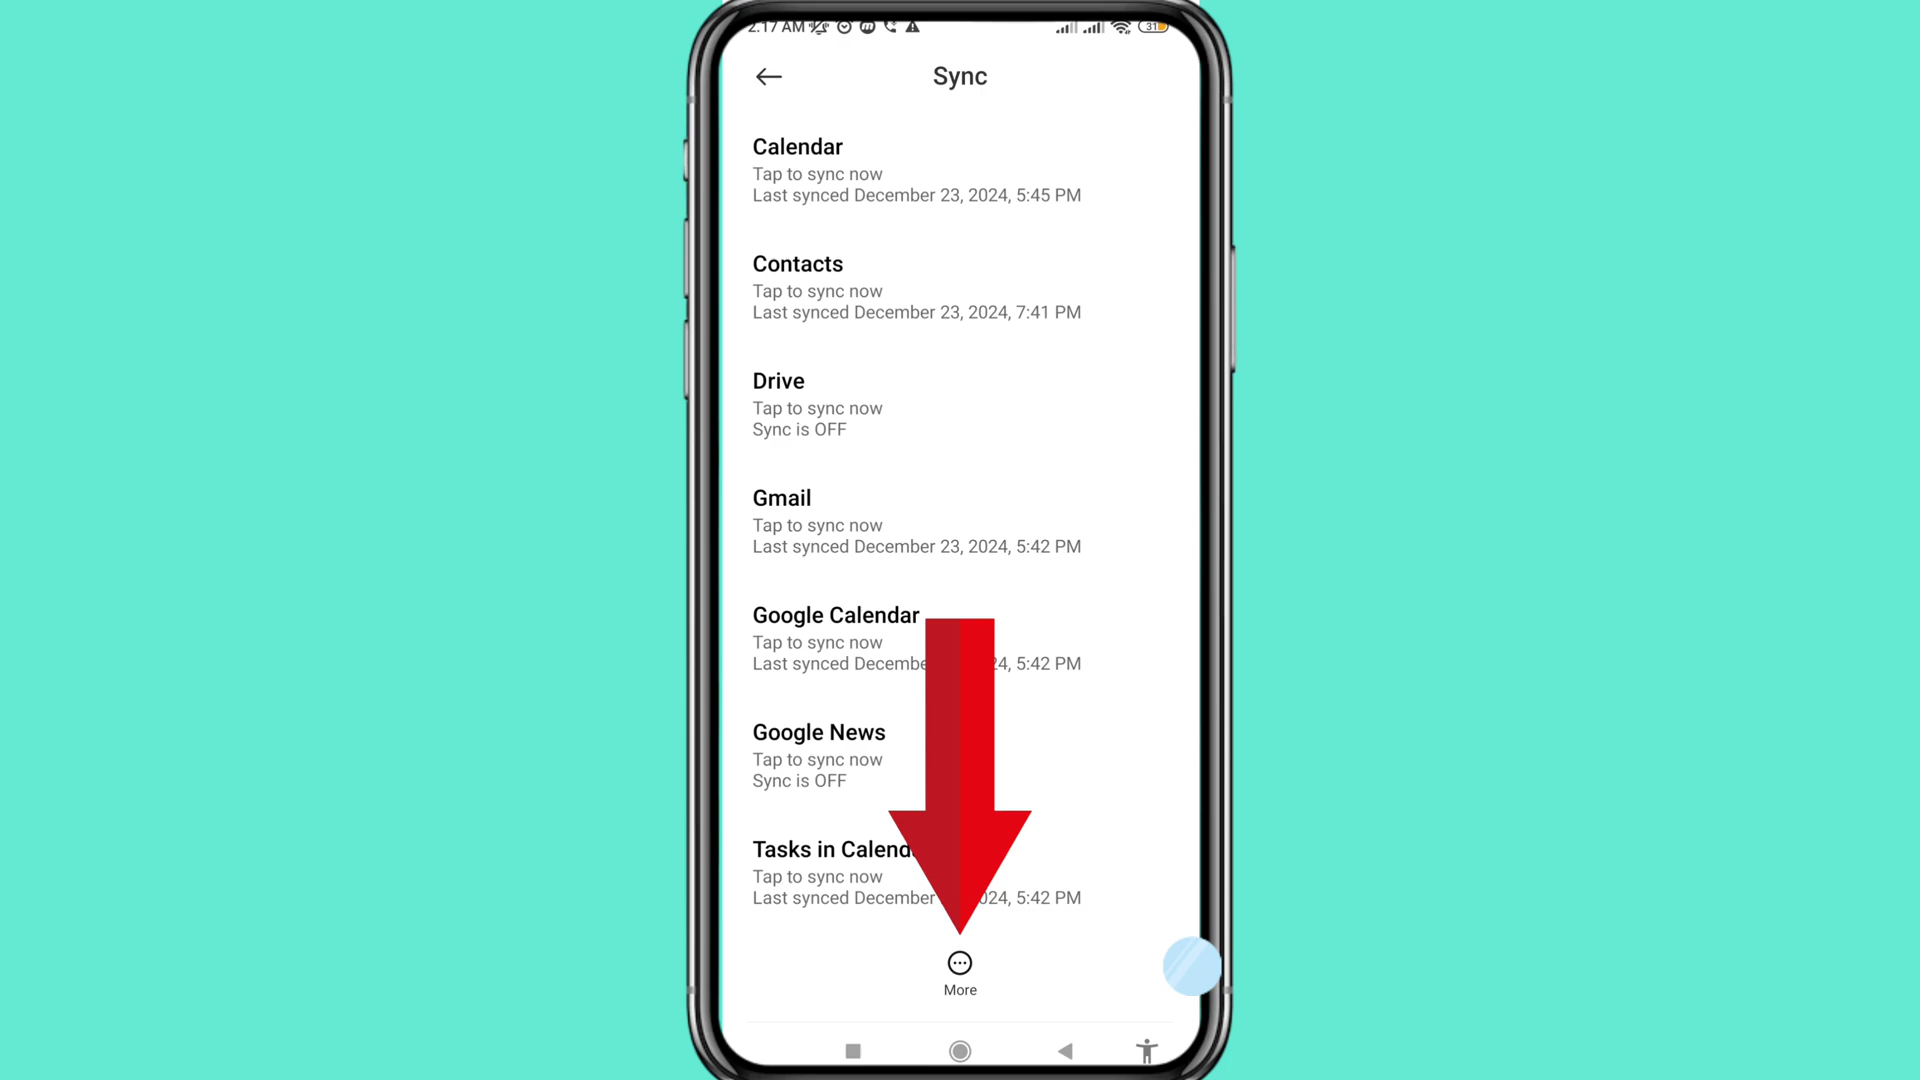 2:17 AM 31
Sync
Calendar
Tap to sync now
Last synced December 23, 2024, 5:45 PM
Contacts
Tap to sync now
Last synced December 23, 2024, 7:41 PM
Drive
Tap to sync now
Sync is OFF
Gmail
Tap to sync now
Last synced December 23, 2024, 5:42 PM
Google Calendar
Tap to sync now
Last synced 5:42 PM
Google News
Tap to sync now
Sync is OFF
Tasks in
Tap to sync now
Last synced December 5:42 PM
More